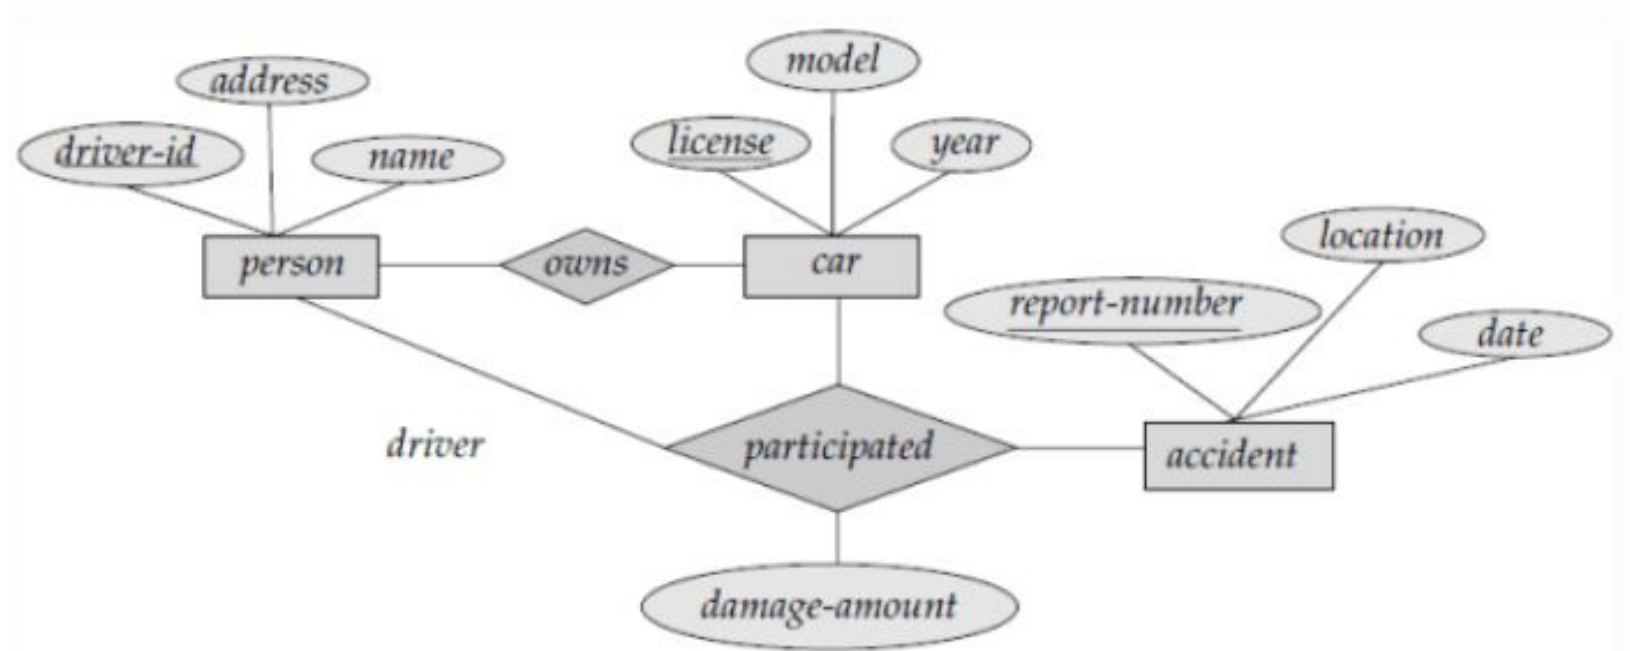 model
address
license
year
driver-id
name
location
person
owns
car
report-number
date
driver
participated
accident
damage-amount